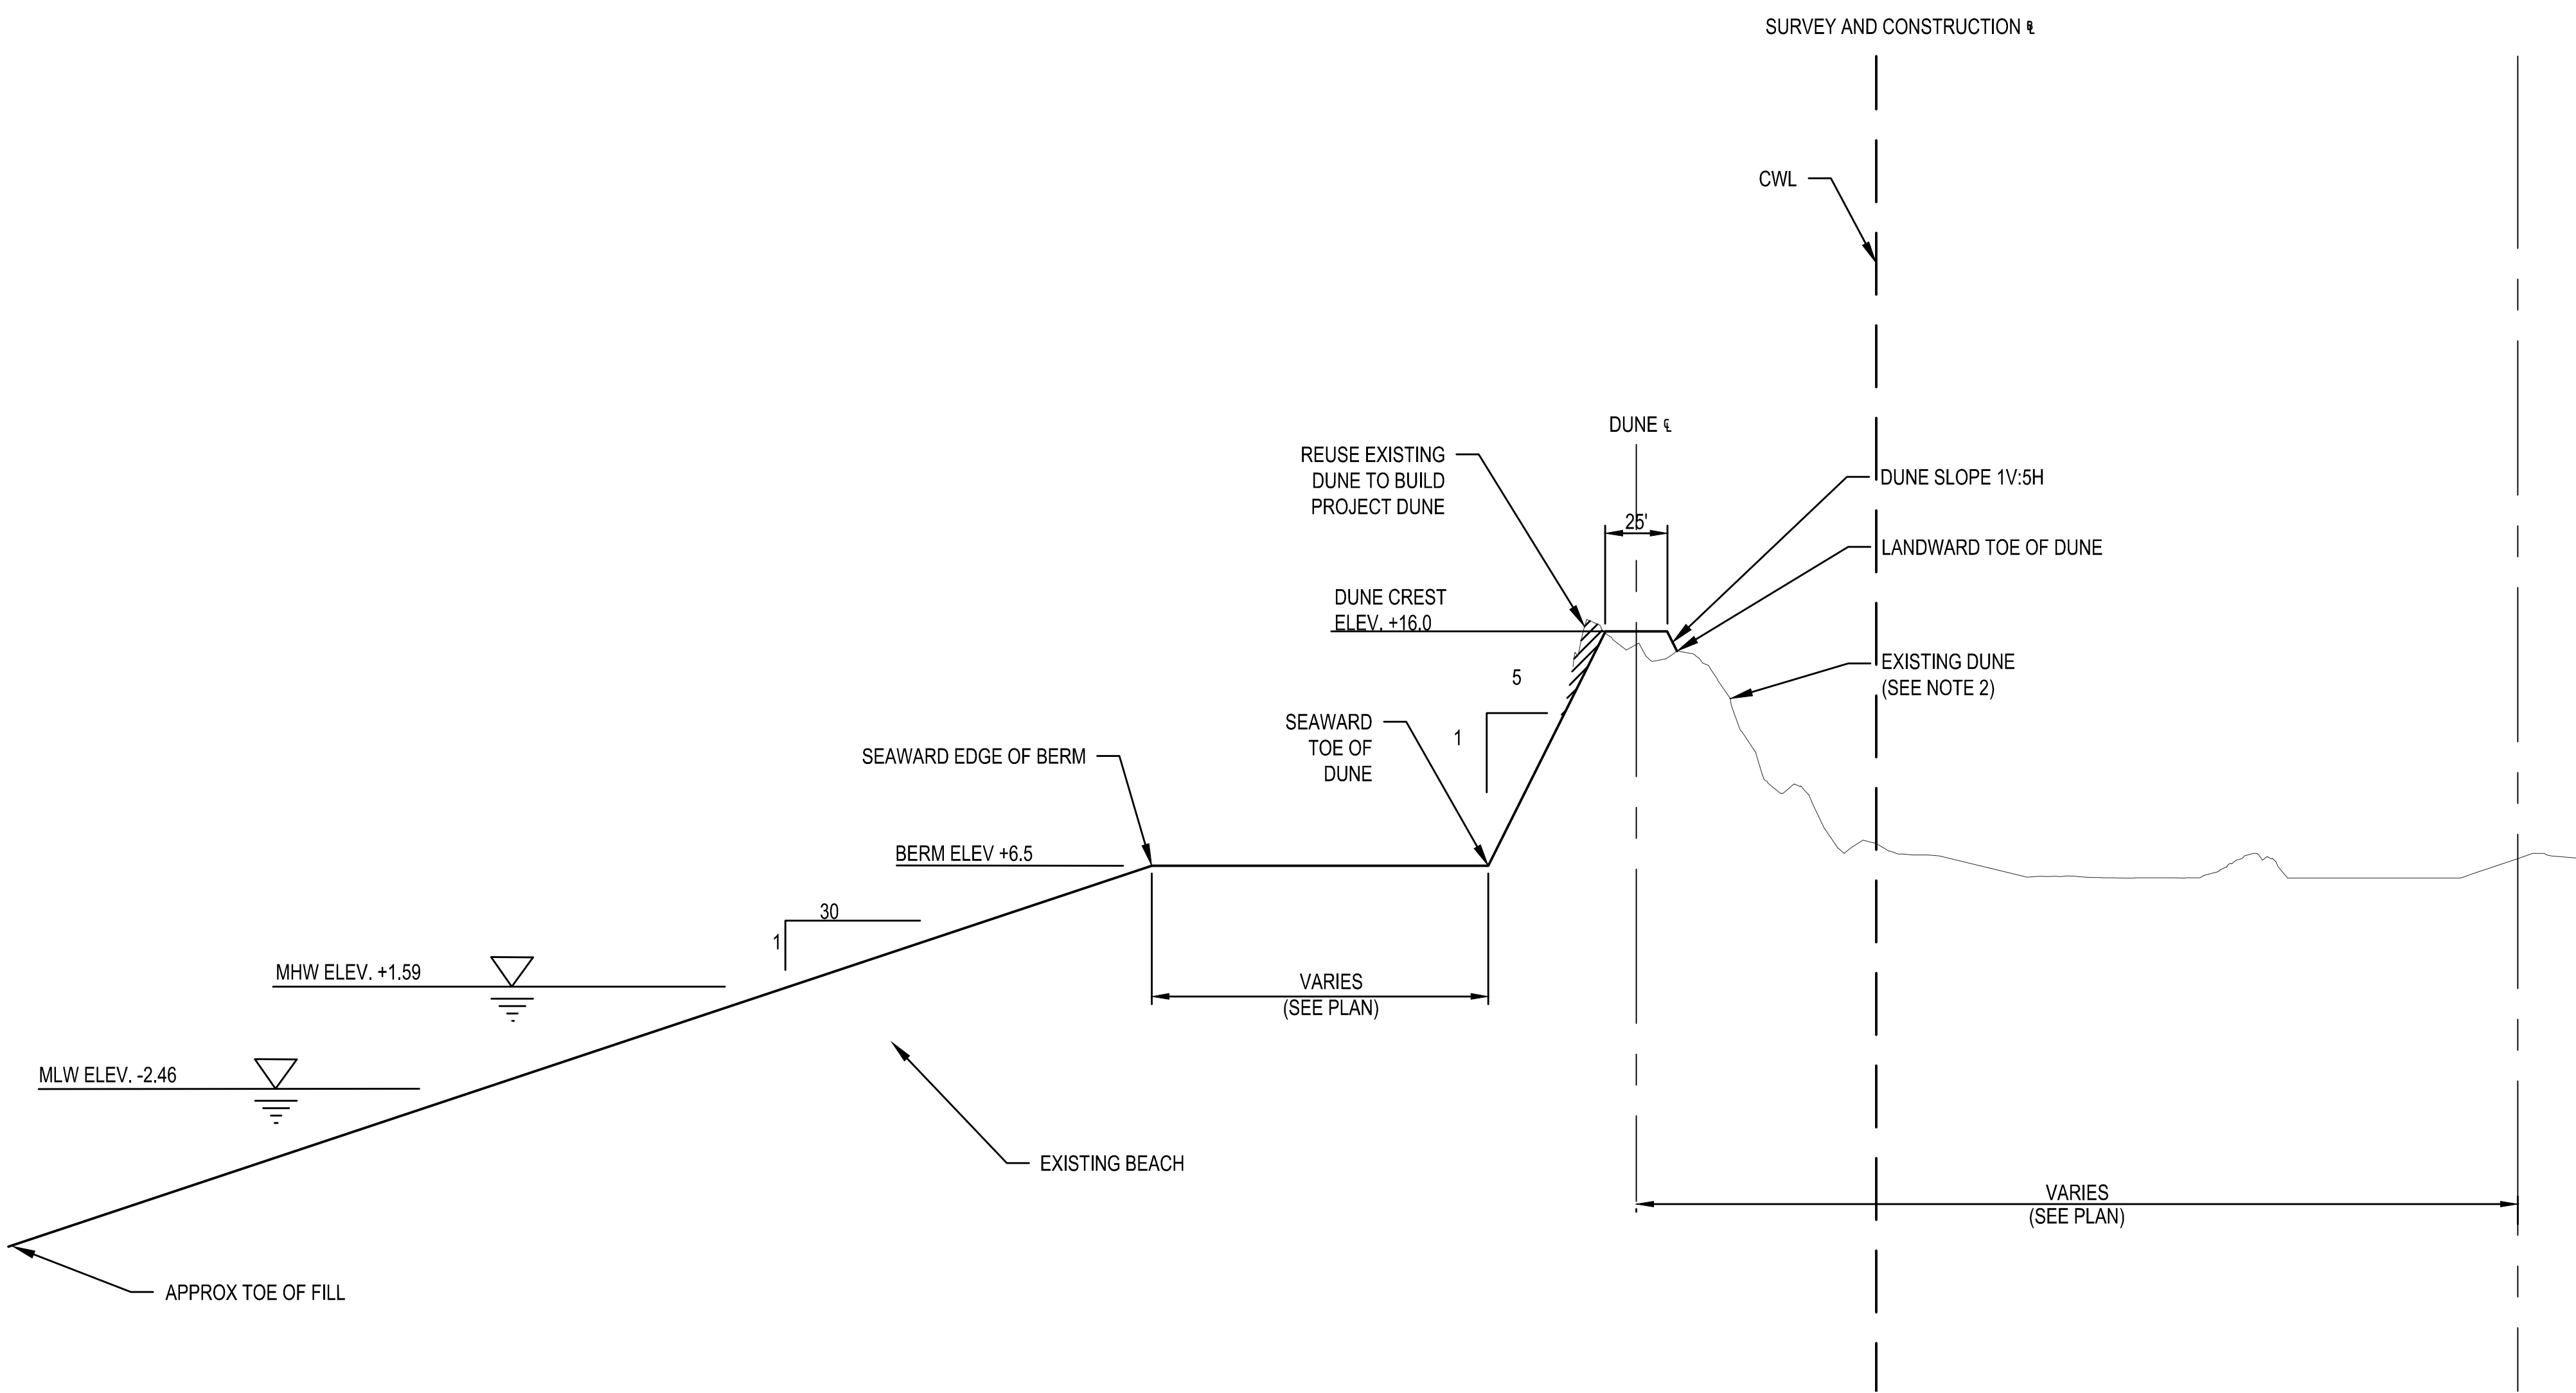 SURVEY AND CONSTRUCTION ℄
CWL
DUNE ℄
REUSE EXISTING
DUNE TO BUILD
PROJECT DUNE
DUNE SLOPE 1V:5H
25'
LANDWARD TOE OF DUNE
DUNE CREST
ELEV. +16.0
EXISTING DUNE
(SEE NOTE 2)
5
1
SEAWARD
TOE OF
DUNE
SEAWARD EDGE OF BERM
BERM ELEV +6.5
30
1
MHW ELEV. +1.59
VARIES
(SEE PLAN)
MLW ELEV. -2.46
EXISTING BEACH
VARIES
(SEE PLAN)
APPROX TOE OF FILL